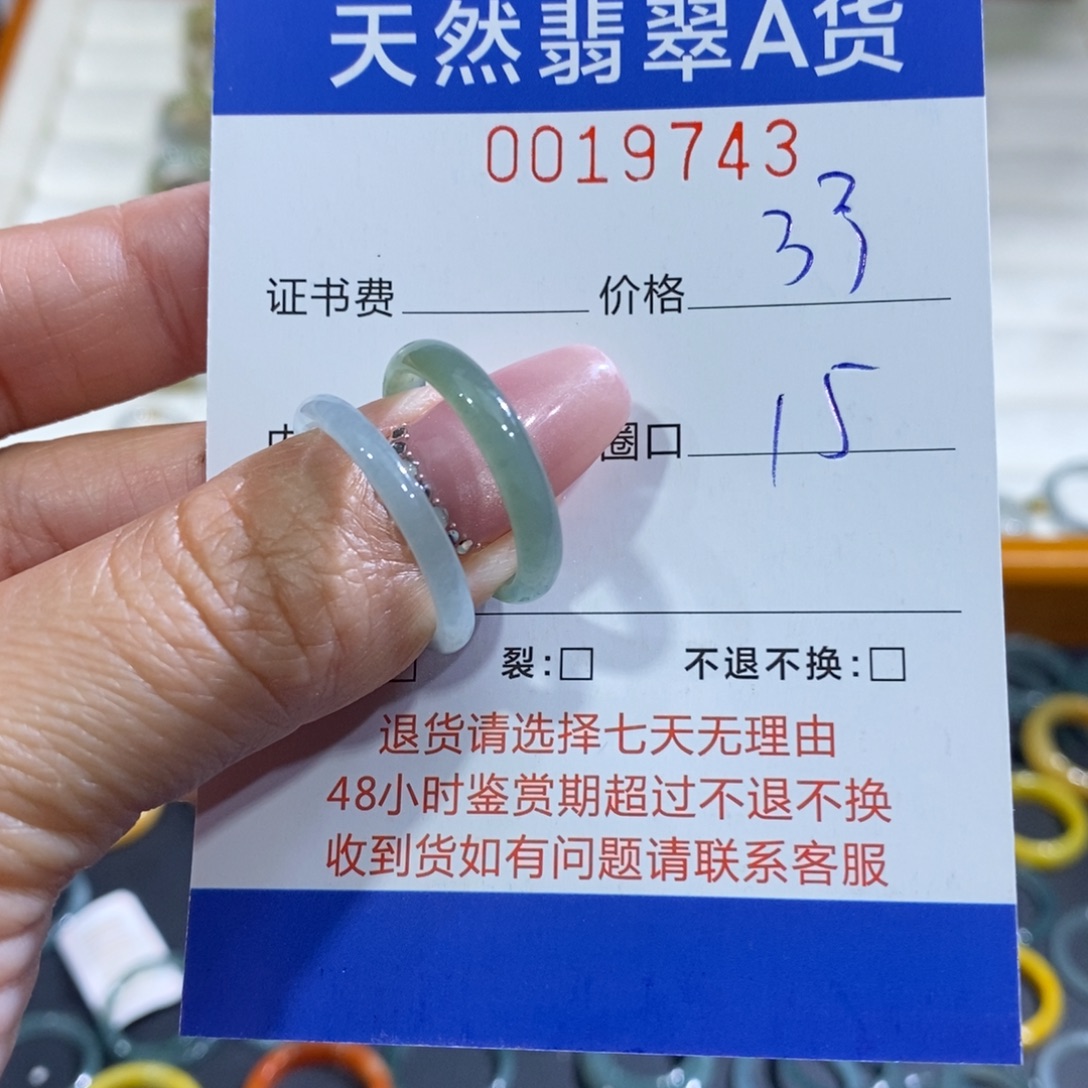 天然翡翠A货
0019743
证书费 价格 33
圈口 15
裂:□ 不退不换:□
退货请选择七天无理由
48小时鉴赏期超过不退不换
收到货如有问题请联系客服